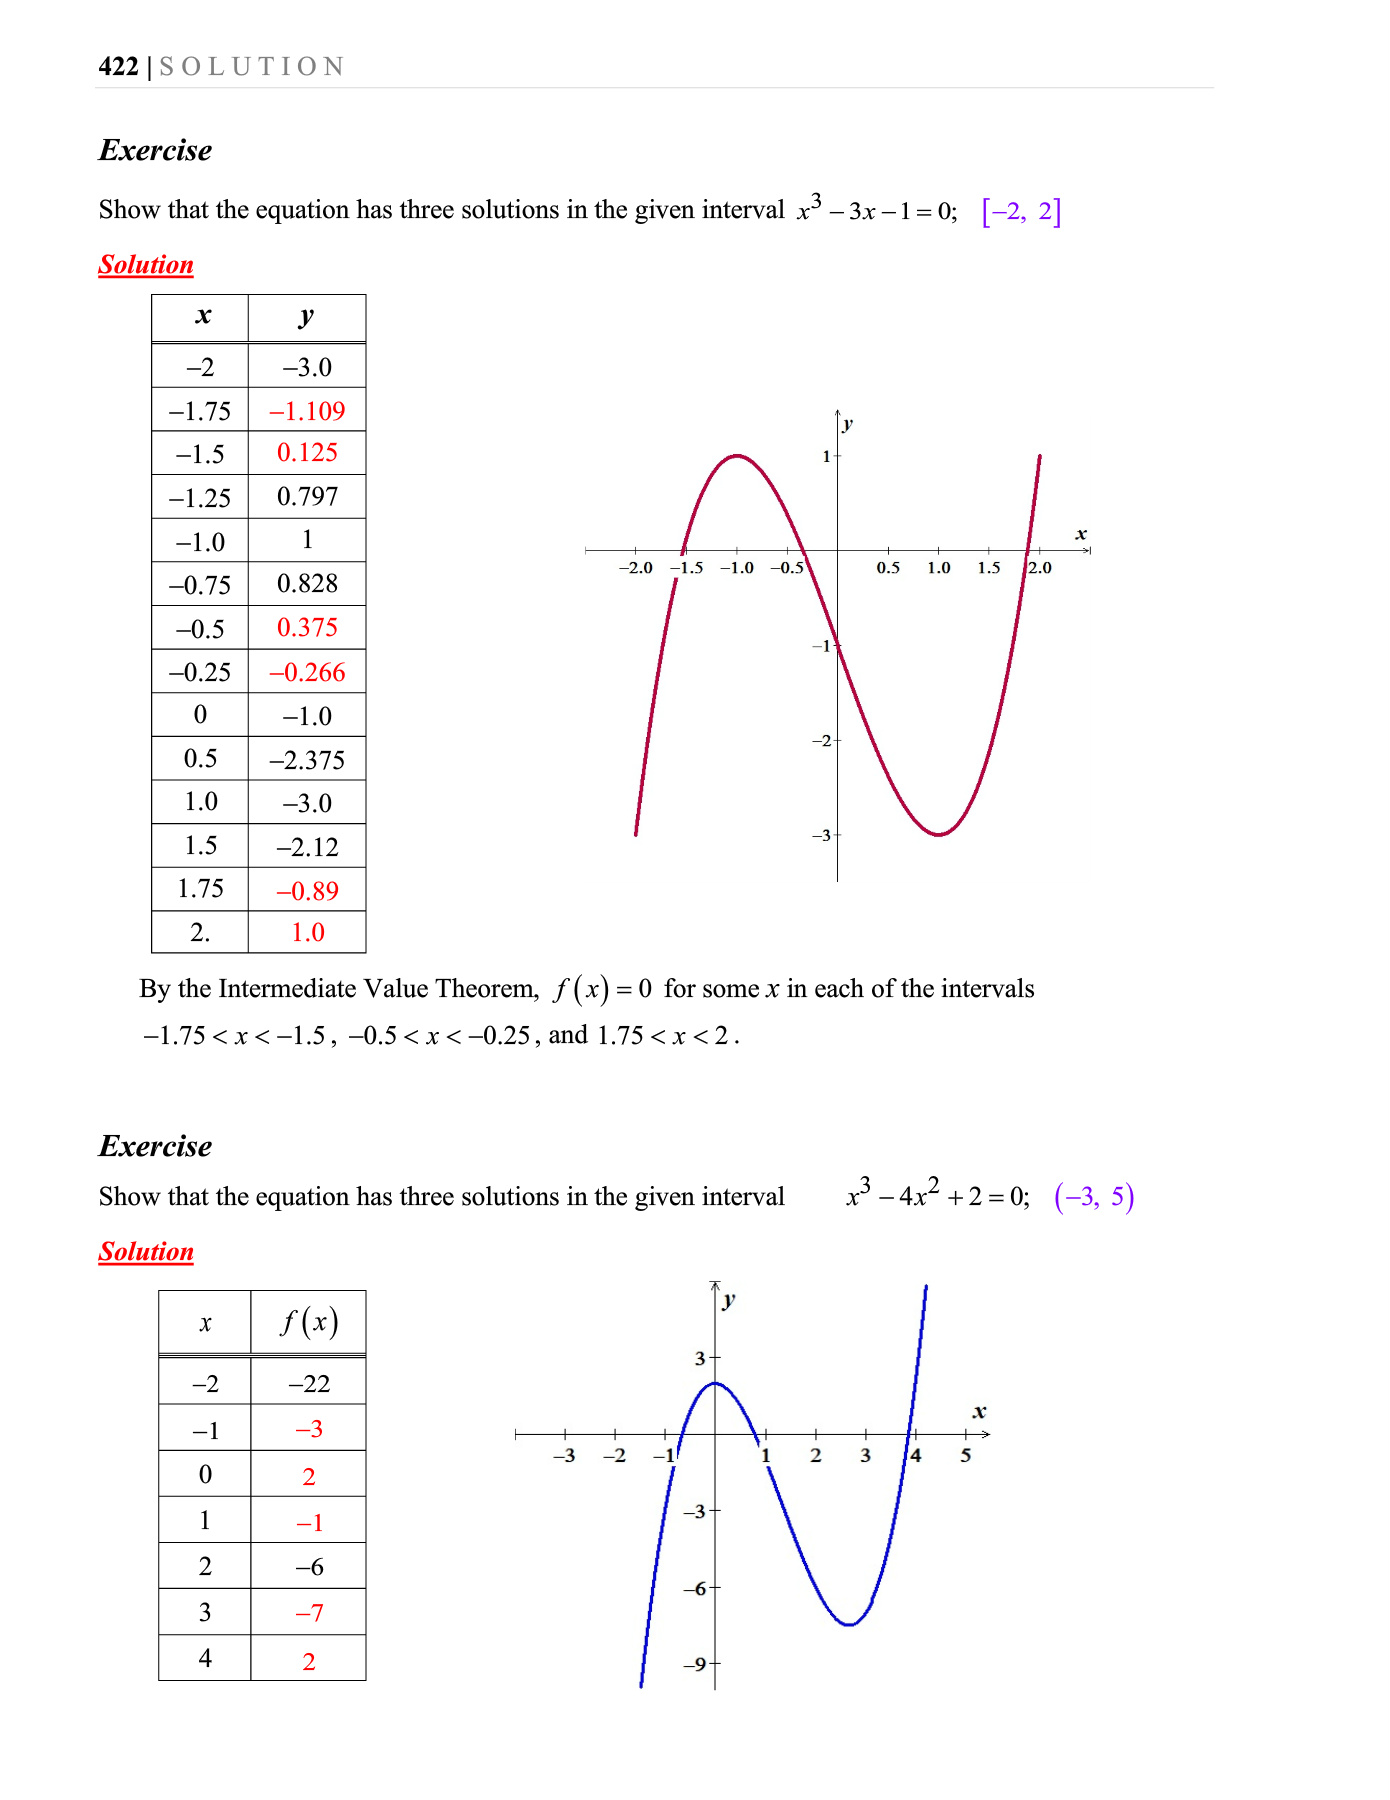 422 | S O L U T I O N
Exercise
Show that the equation has three solutions in the given interval x³ – 3x – 1 = 0; [–2, 2]
Solution
x y
–2 –3.0
–1.75 –1.109
–1.5 0.125
–1.25 0.797
–1.0 1
–0.75 0.828
–0.5 0.375
–0.25 –0.266
0 –1.0
0.5 –2.375
1.0 –3.0
1.5 –2.12
1.75 –0.89
2. 1.0
y
1
x
–2.0 –1.5 –1.0 –0.5 0.5 1.0 1.5 2.0
–1
–2
–3
By the Intermediate Value Theorem, f(x) = 0 for some x in each of the intervals
–1.75 < x < –1.5, –0.5 < x < –0.25, and 1.75 < x < 2.
Exercise
Show that the equation has three solutions in the given interval x³ – 4x² + 2 = 0; (–3, 5)
Solution
x f(x)
–2 –22
–1 –3
0 2
1 –1
2 –6
3 –7
4 2
y
3
x
–3 –2 –1 1 2 3 4 5
–3
–6
–9